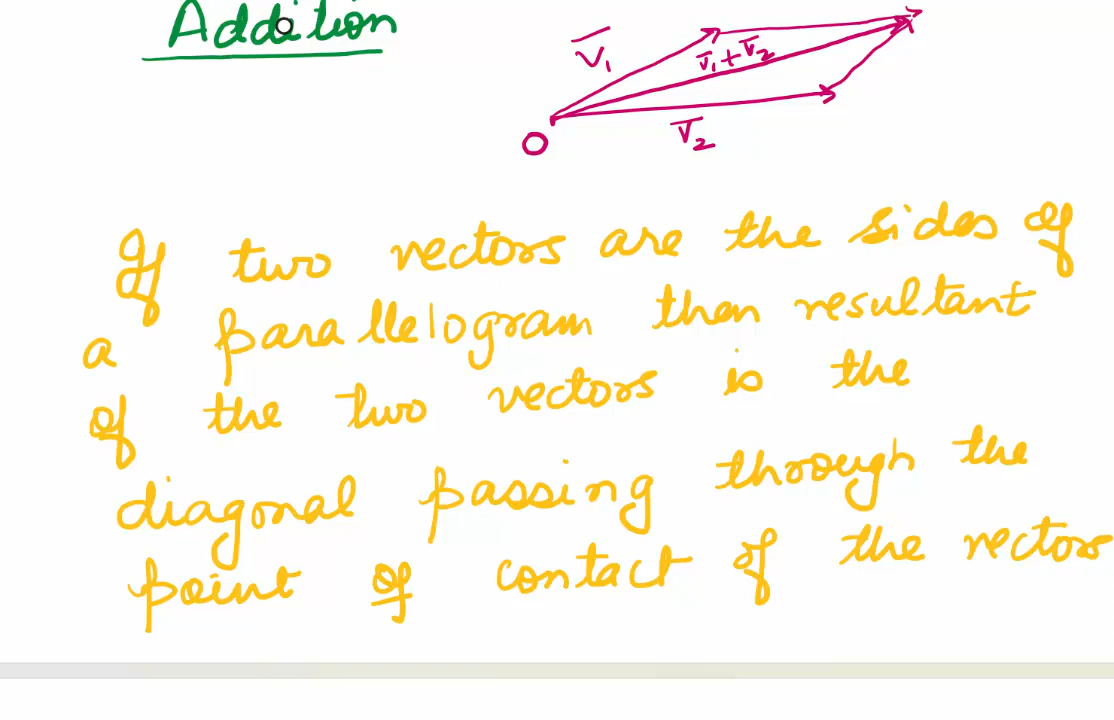 Addition
V̅₁
V̅₁ + V̅₂
V̅₂
O
If two vectors are the sides of
a parallelogram then resultant
of the two vectors is the
diagonal passing through the
point of contact of the vectors